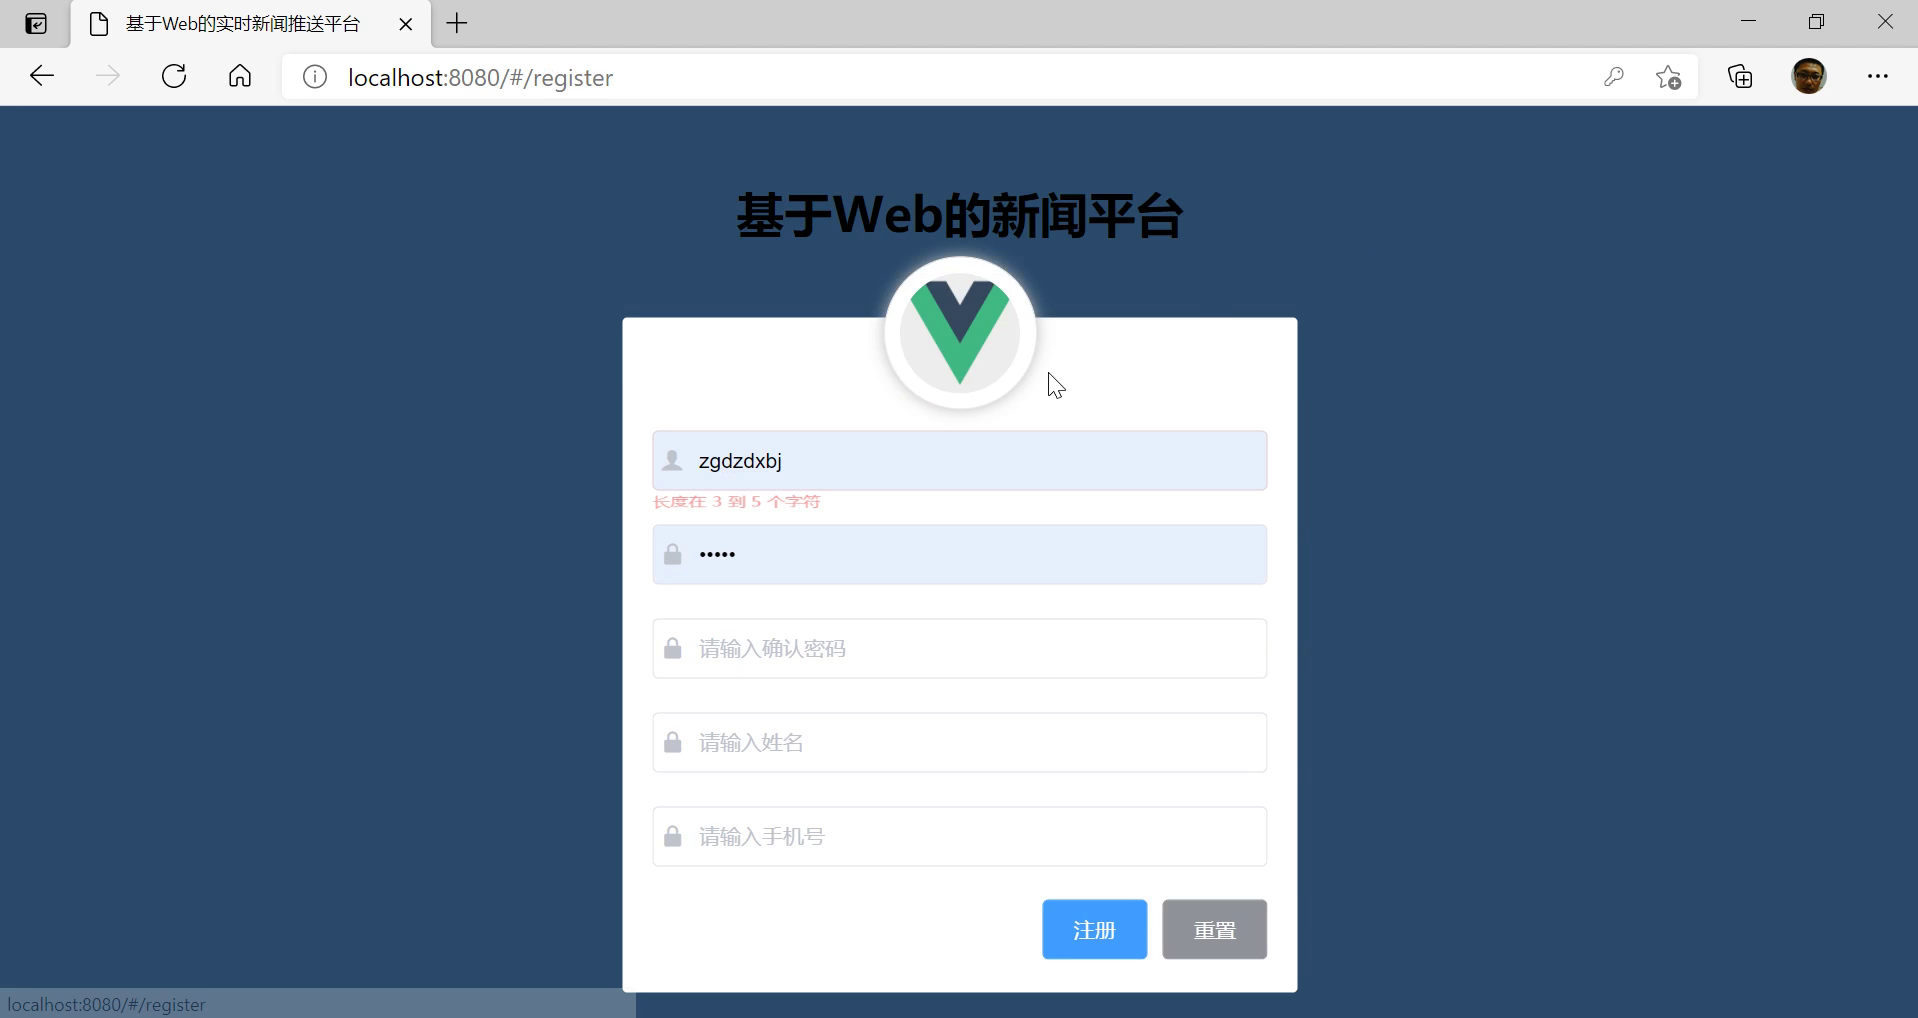 基于Web的实时新闻推送平台
localhost:8080/#/register
基于Web的新闻平台
zgdzdxbj
长度在 3 到 5 个字符
•••••
请输入确认密码
请输入姓名
请输入手机号
注册 重置
localhost:8080/#/register